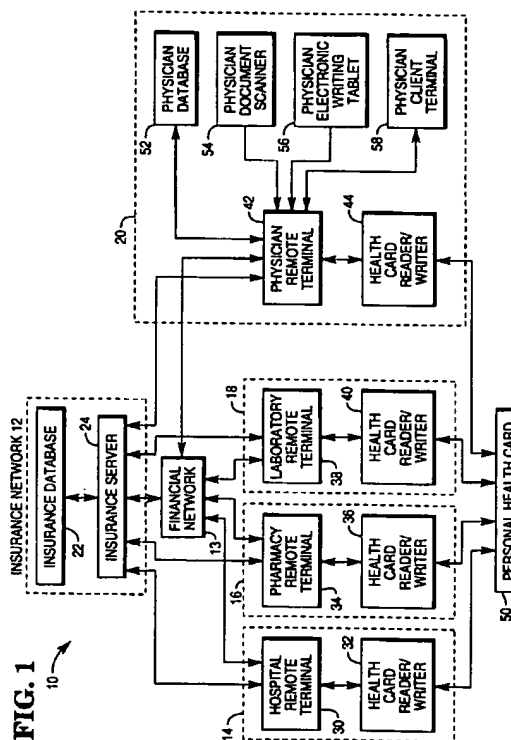 FIG. 1
10
INSURANCE NETWORK 12
INSURANCE DATABASE
22
24
INSURANCE SERVER
FINANCIAL
NETWORK
13
14
HOSPITAL
REMOTE
TERMINAL
30
32
HEALTH
CARD
READER/
WRITER
16
PHARMACY
REMOTE
TERMINAL
34
36
HEALTH
CARD
READER/
WRITER
18
LABORATORY
REMOTE
TERMINAL
38
40
HEALTH
CARD
READER/
WRITER
20
42
PHYSICIAN
REMOTE
TERMINAL
44
HEALTH
CARD
READER/
WRITER
52
PHYSICIAN
DATABASE
54
PHYSICIAN
DOCUMENT
SCANNER
56
PHYSICIAN
ELECTRONIC
WRITING
TABLET
58
PHYSICIAN
CLIENT
TERMINAL
50
PERSONAL HEALTH CARD